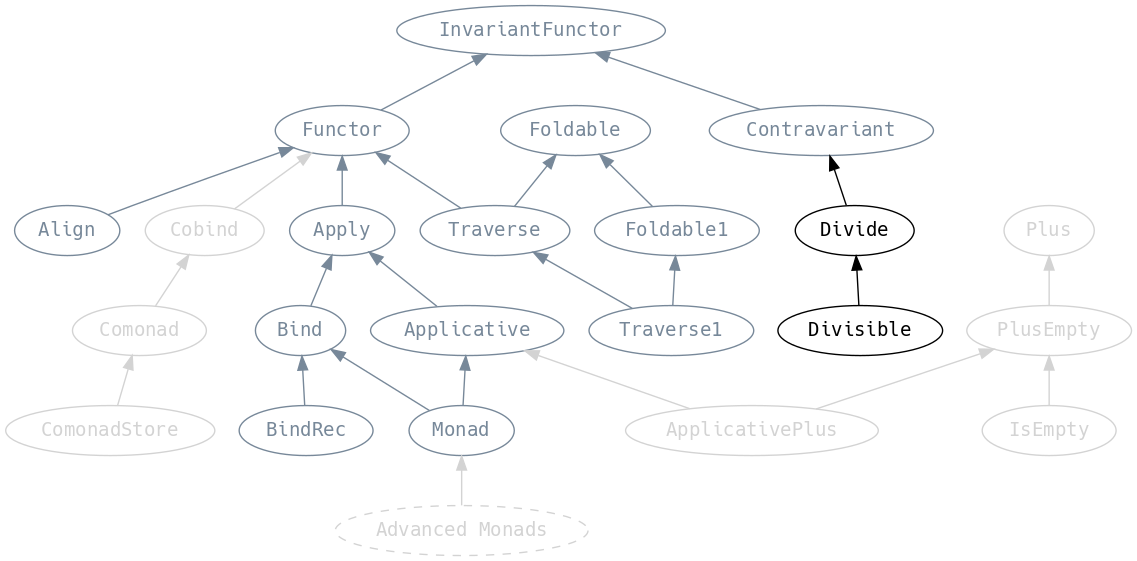 InvariantFunctor
Functor
Foldable
Contravariant
Align
Cobind
Apply
Traverse
Foldable1
Divide
Plus
Comonad
Bind
Applicative
Traverse1
Divisible
PlusEmpty
ComonadStore
BindRec
Monad
ApplicativePlus
IsEmpty
Advanced Monads